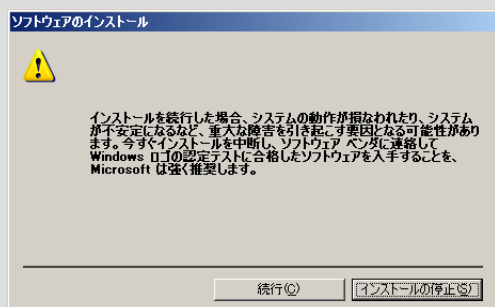 ソフトウェアのインストール
インストールを続行した場合、システムの動作が損なわれたり、システム
が不安定になるなど、重大な障害を引き起こす要因となる可能性があり
ます。今すぐインストールを中断し、ソフトウェア ベンダに連絡して
Windows ロゴの認定テストに合格したソフトウェアを入手することを、
Microsoft は強く推奨します。
続行(C)
インストールの停止(S)